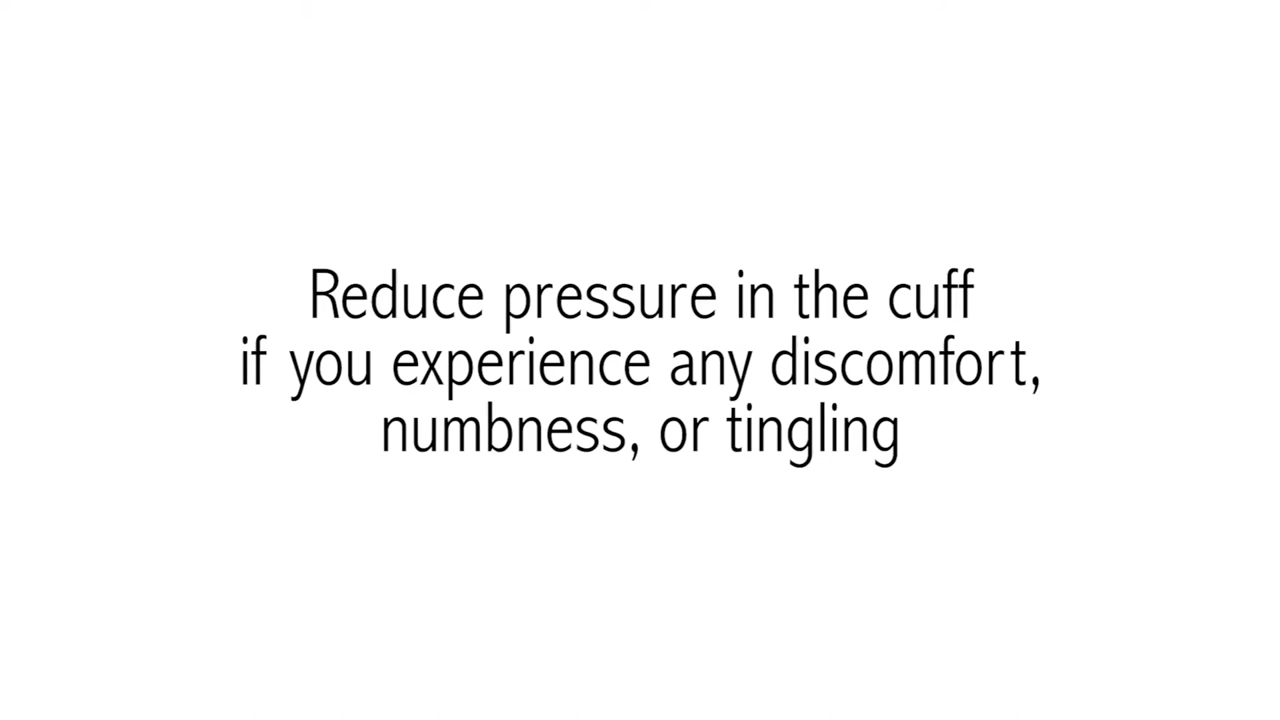 Reduce pressure in the cuff
if you experience any discomfort,
numbness, or tingling